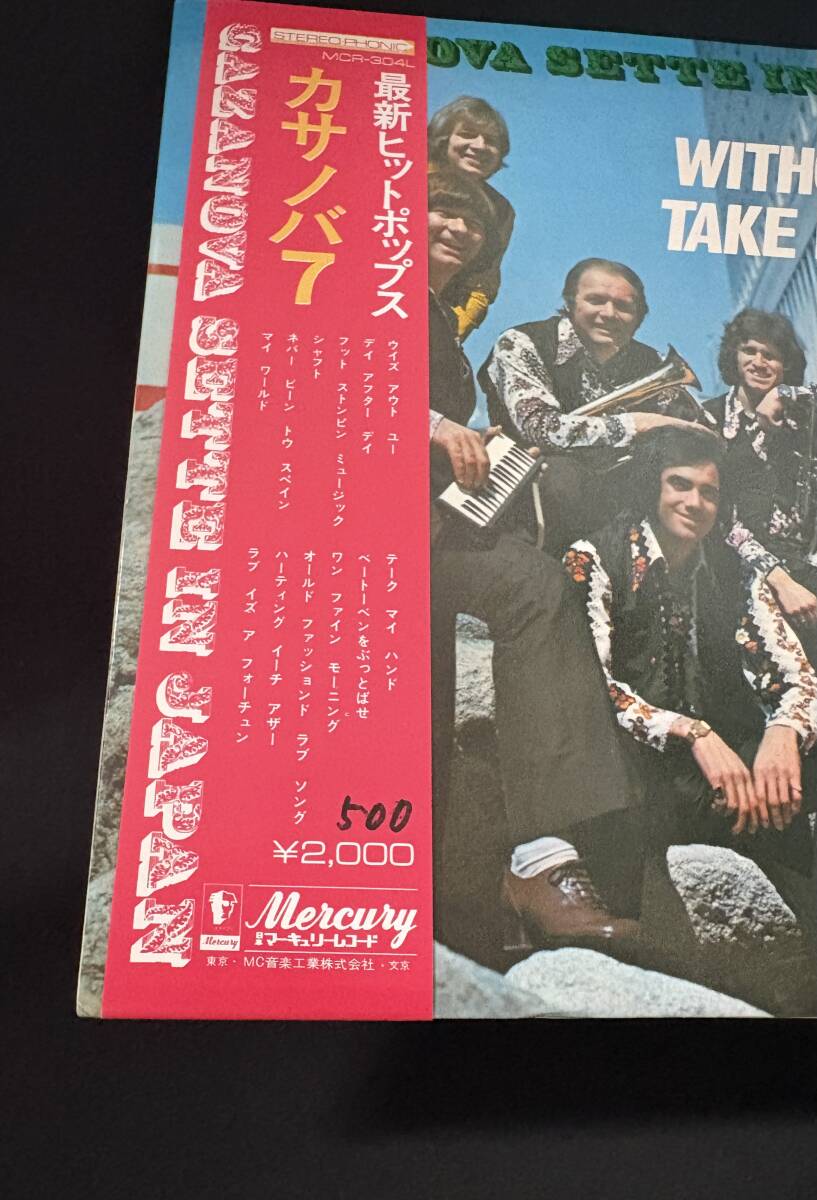 STEREO PHONIC
MCR-304L
最新ヒットポップス
カサノバ7
CAZANOVA SETTE IN JAPAN
ウイズ アウト ユー
デイ アフター デイ
フット ストンピン ミュージック
シャフト
ネバー ビーン トウ スペイン
マイ ワールド
テーク マイ ハンド
ベートーベンをぶっとばせ
ワン ファイン モーニング
オールド ファッションド ラブ ソング
ハーティング イーチ アザー
ラブ イズ ア フォーチュン
500
¥2,000
Mercury
Mercury
日本マーキュリーレコード
東京・MC音楽工業株式会社・文京
OVA SETTE IN
WITHO
TAKE